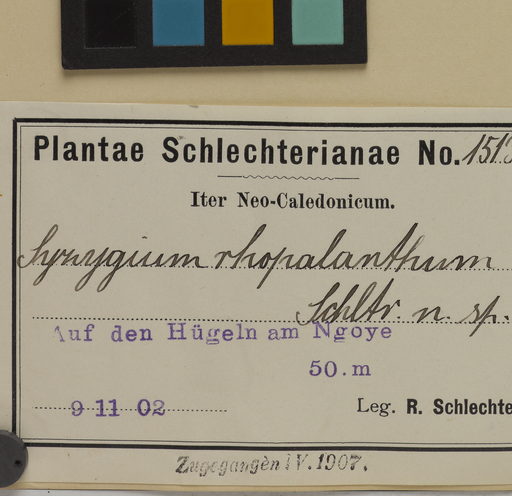 Plantae Schlechterianae No.
Iter Neo-Caledonicum.
Syzygium rhopalanthum
Schltr. n. sp.
Auf den Hügeln am Ngoye
50.m
9 11 02
Leg. R. Schlechte
Zugegangen IV. 1907.